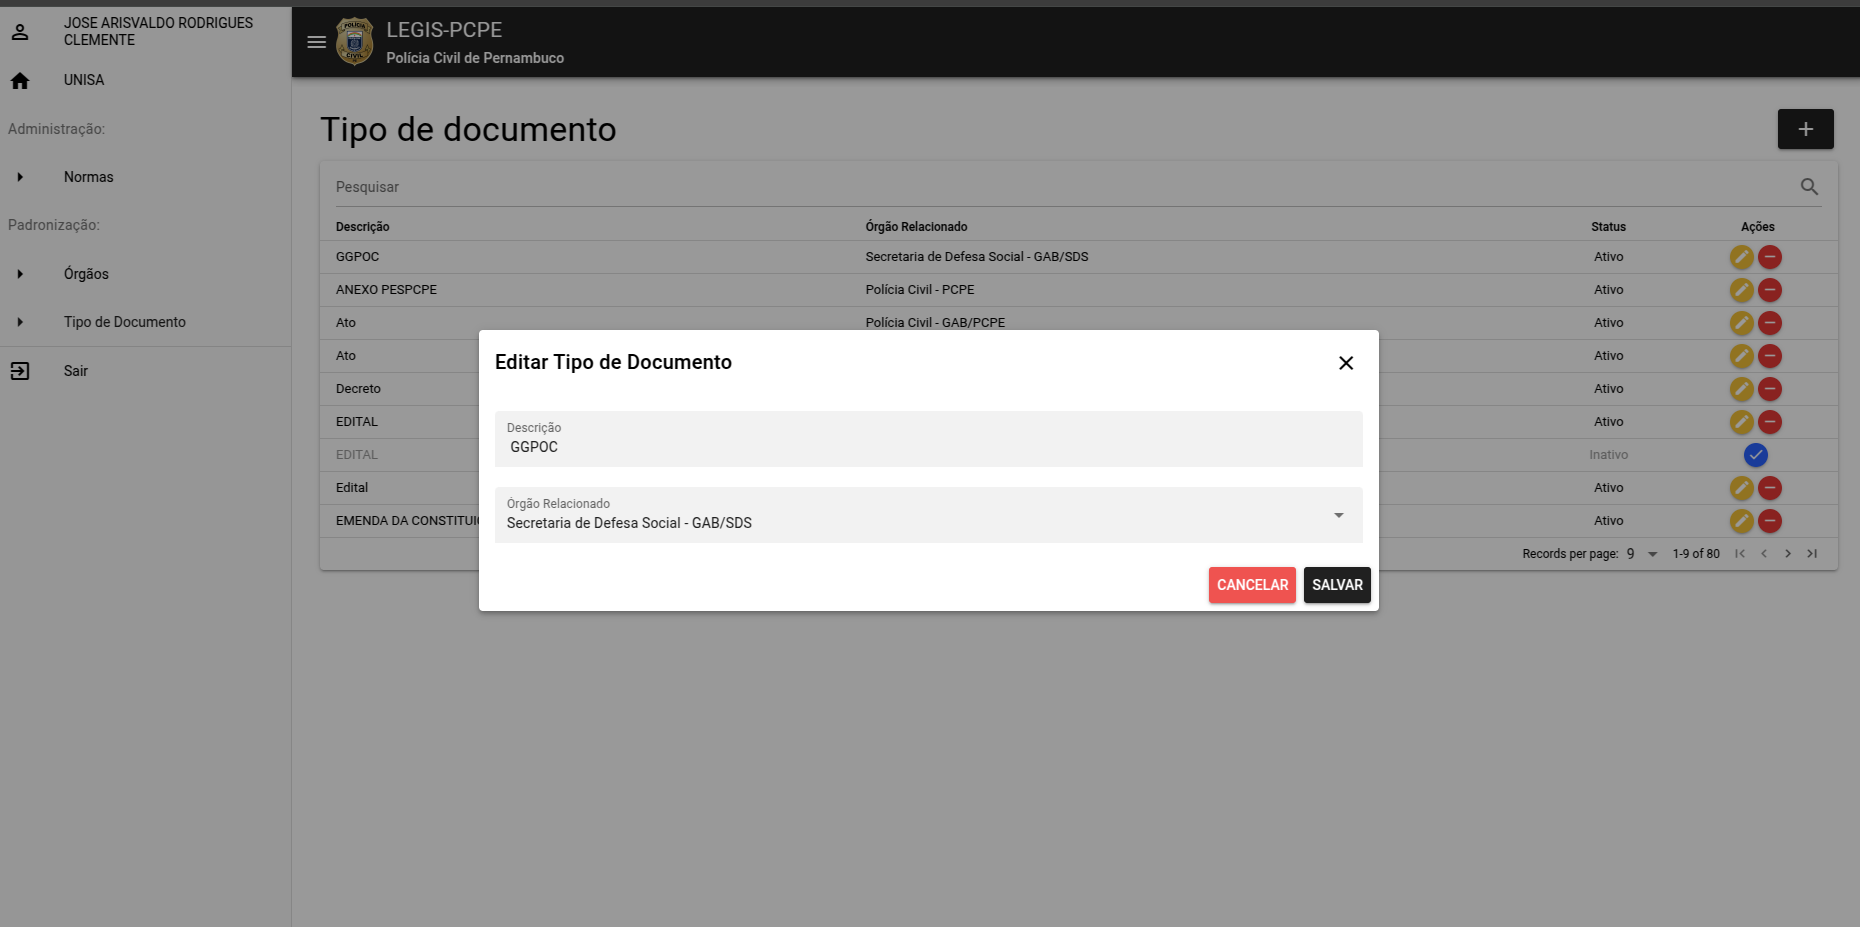 JOSE ARISVALDO RODRIGUES
CLEMENTE
UNISA
Administração:
Normas
Padronização:
Órgãos
Tipo de Documento
Sair
POLÍCIA
CIVIL
LEGIS-PCPE
Polícia Civil de Pernambuco
Tipo de documento
+
Pesquisar
Descrição Órgão Relacionado Status Ações
GGPOC Secretaria de Defesa Social - GAB/SDS Ativo
ANEXO PESPCPE Polícia Civil - PCPE Ativo
Ato Polícia Civil - GAB/PCPE Ativo
Ato Ativo
Decreto Ativo
EDITAL Ativo
EDITAL Inativo
Edital Ativo
EMENDA DA CONSTITUI Ativo
Records per page: 9 1-9 of 80
Editar Tipo de Documento
Descrição
GGPOC
Órgão Relacionado
Secretaria de Defesa Social - GAB/SDS
CANCELAR SALVAR